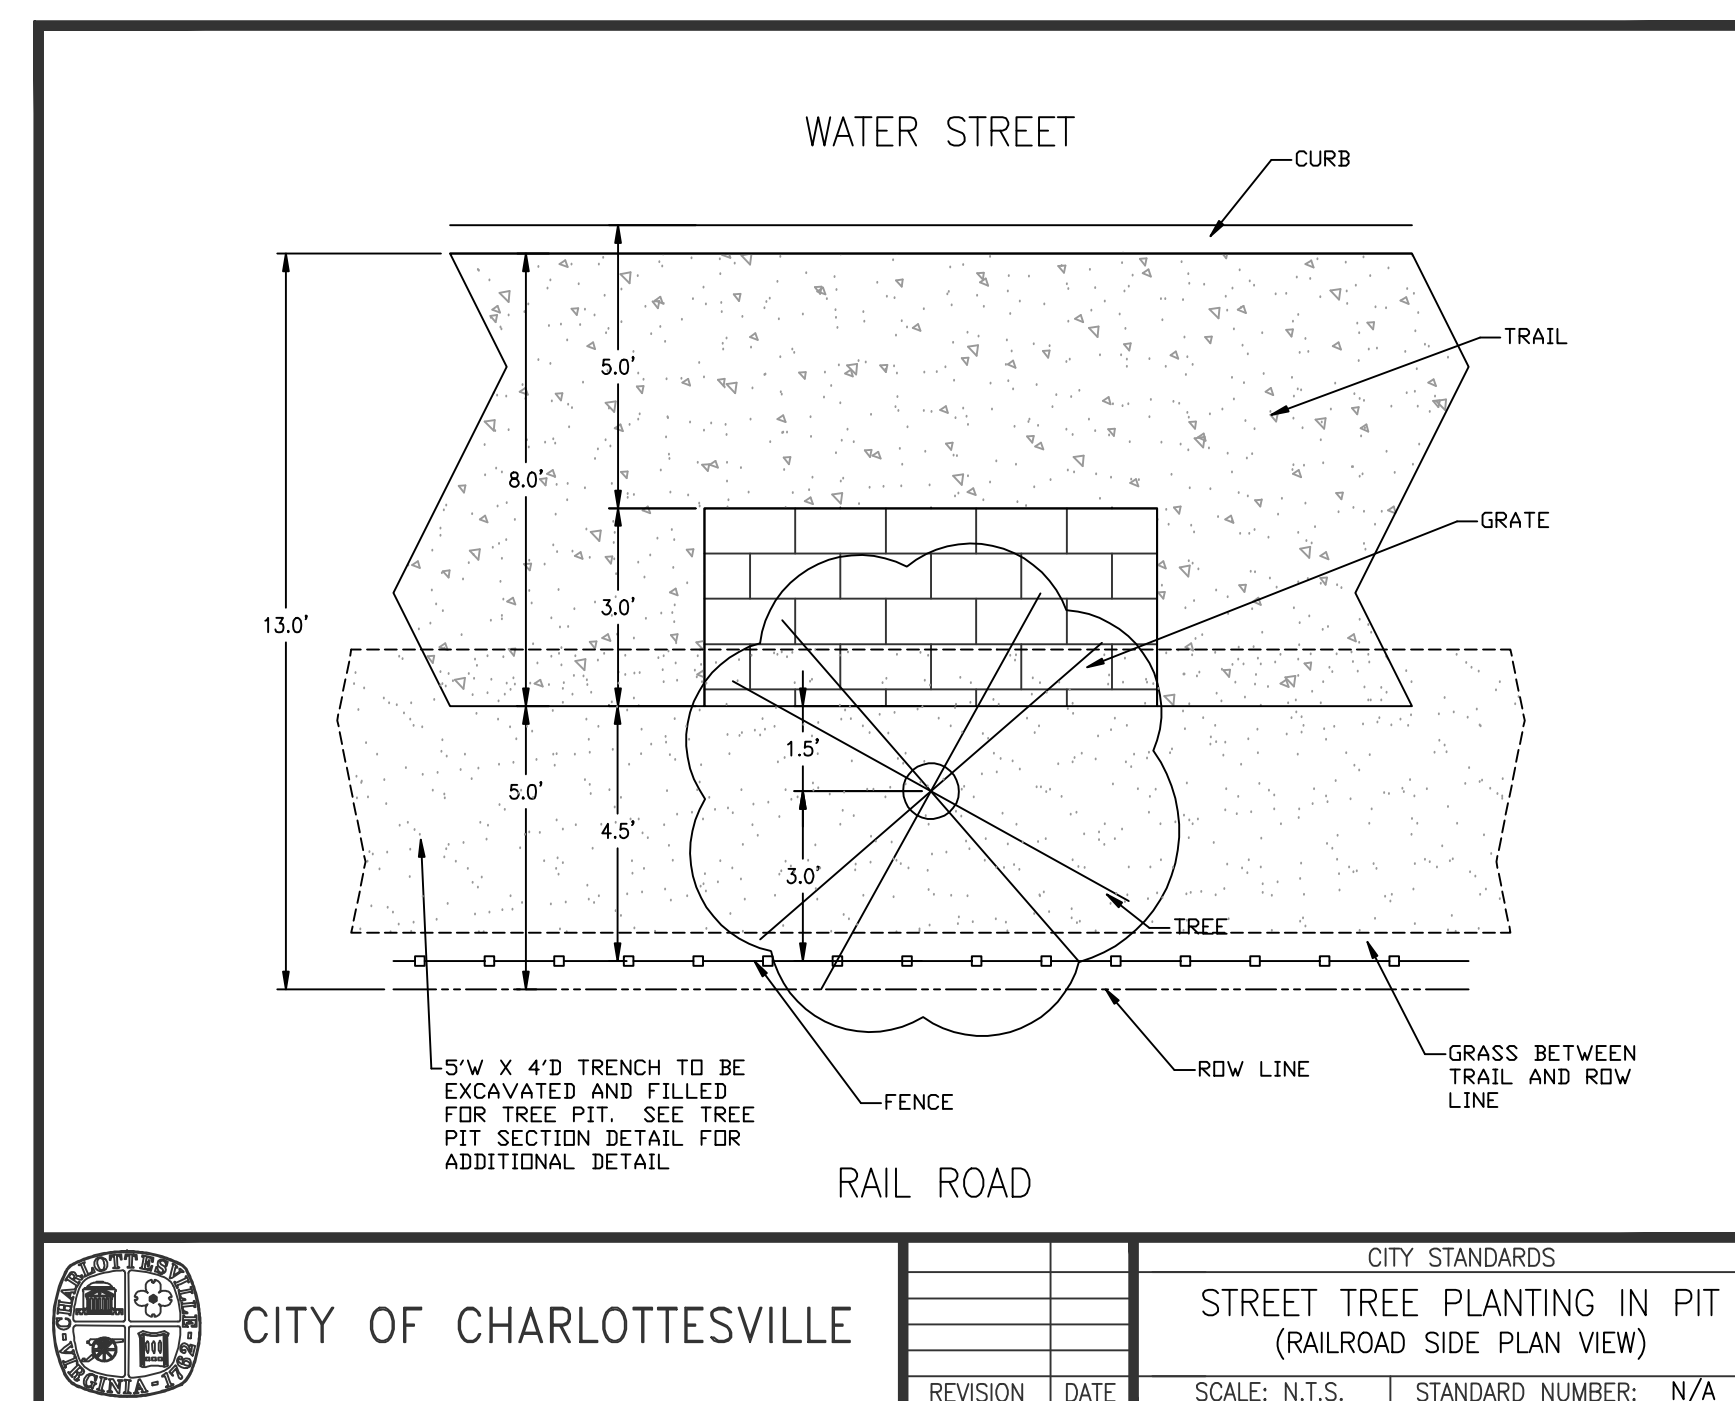 WATER STREET
CURB
5.0'
TRAIL
8.0'
GRATE
3.0'
13.0'
1.5'
5.0'
4.5'
3.0'
TREE
5'W X 4'D TRENCH TO BE
EXCAVATED AND FILLED
FOR TREE PIT. SEE TREE
PIT SECTION DETAIL FOR
ADDITIONAL DETAIL
FENCE
ROW LINE
GRASS BETWEEN
TRAIL AND ROW
LINE
RAIL ROAD
CHARLOTTESVILLE
VIRGINIA - 1762
CITY OF CHARLOTTESVILLE
REVISION
DATE
CITY STANDARDS
STREET TREE PLANTING IN PIT
(RAILROAD SIDE PLAN VIEW)
SCALE: N.T.S.
STANDARD NUMBER: N/A